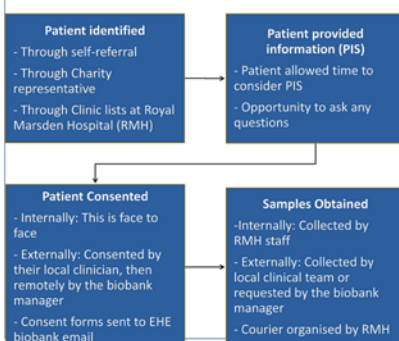 Patient identified
- Through self-referral
- Through Charity
representative
- Through Clinic lists at Royal
Marsden Hospital (RMH)
Patient provided
information (PIS)
- Patient allowed time to
consider PIS
- Opportunity to ask any
questions
Patient Consented
- Internally: This is face to
face
- Externally: Consented by
their local clinician, then
remotely by the biobank
manager
- Consent forms sent to EHE
biobank email
Samples Obtained
-Internally: Collected by
RMH staff
- Externally: Collected by
local clinical team or
requested by the biobank
manager
- Courier organised by RMH